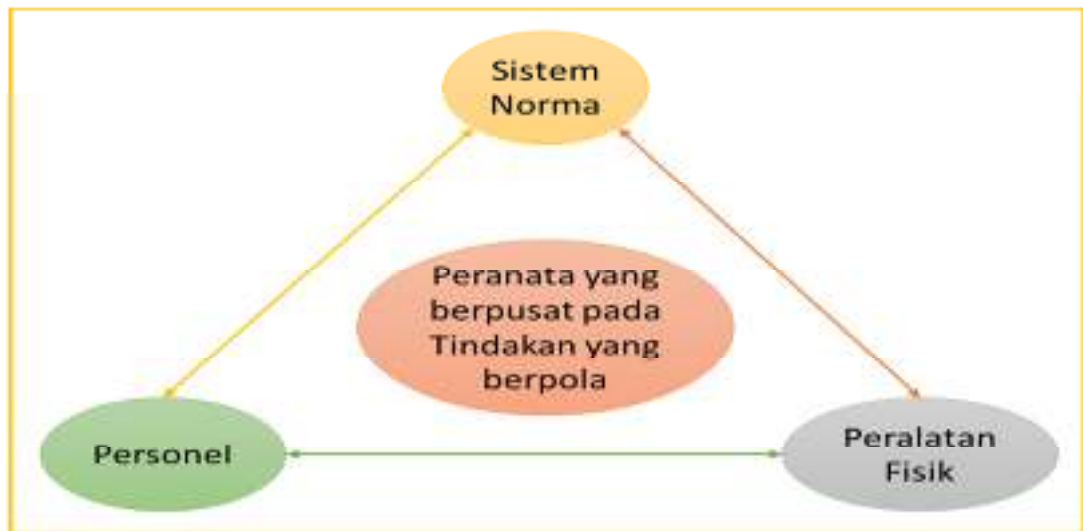 Sistem
Norma
Peranata yang
berpusat pada
Tindakan yang
berpola
Personel
Peralatan
Fisik